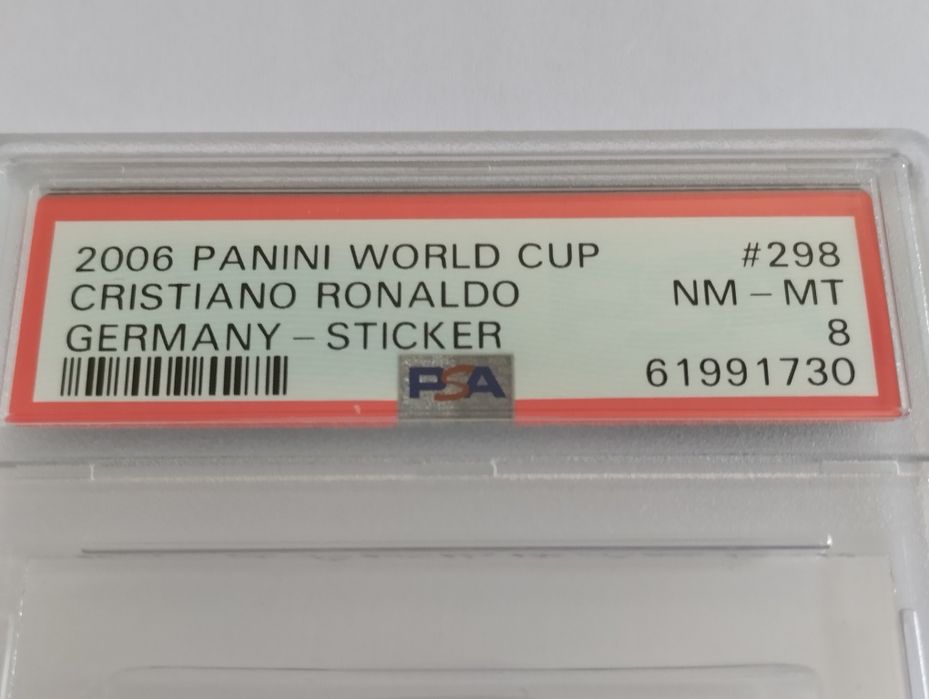 2006 PANINI WORLD CUP #298
CRISTIANO RONALDO NM - MT
GERMANY - STICKER 8
PSA 61991730